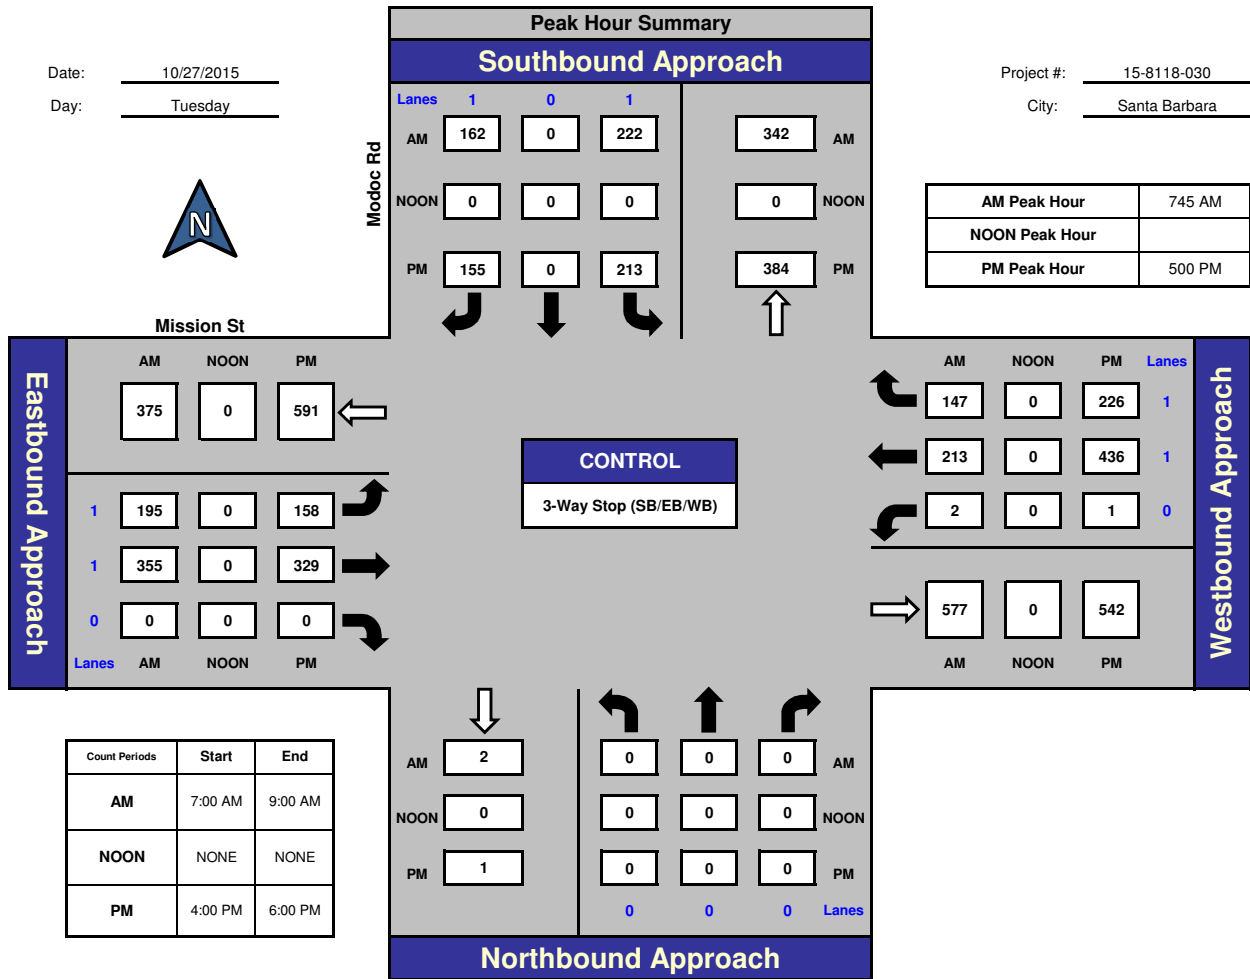 Peak Hour Summary
Southbound Approach
Date: 10/27/2015
Day: Tuesday
Project #: 15-8118-030
City: Santa Barbara
N
Modoc Rd
Lanes 1 0 1
AM 162 0 222 342 AM
NOON 0 0 0 0 NOON
PM 155 0 213 384 PM
AM Peak Hour 745 AM
NOON Peak Hour
PM Peak Hour 500 PM
Mission St
Eastbound Approach
AM NOON PM
375 0 591
1 195 0 158
1 355 0 329
0 0 0 0
Lanes AM NOON PM
CONTROL
3-Way Stop (SB/EB/WB)
AM NOON PM Lanes
147 0 226 1
213 0 436 1
2 0 1 0
577 0 542
AM NOON PM
Westbound Approach
Count Periods Start End
AM 7:00 AM 9:00 AM
NOON NONE NONE
PM 4:00 PM 6:00 PM
AM 2 0 0 0 AM
NOON 0 0 0 0 NOON
PM 1 0 0 0 PM
0 0 0 Lanes
Northbound Approach